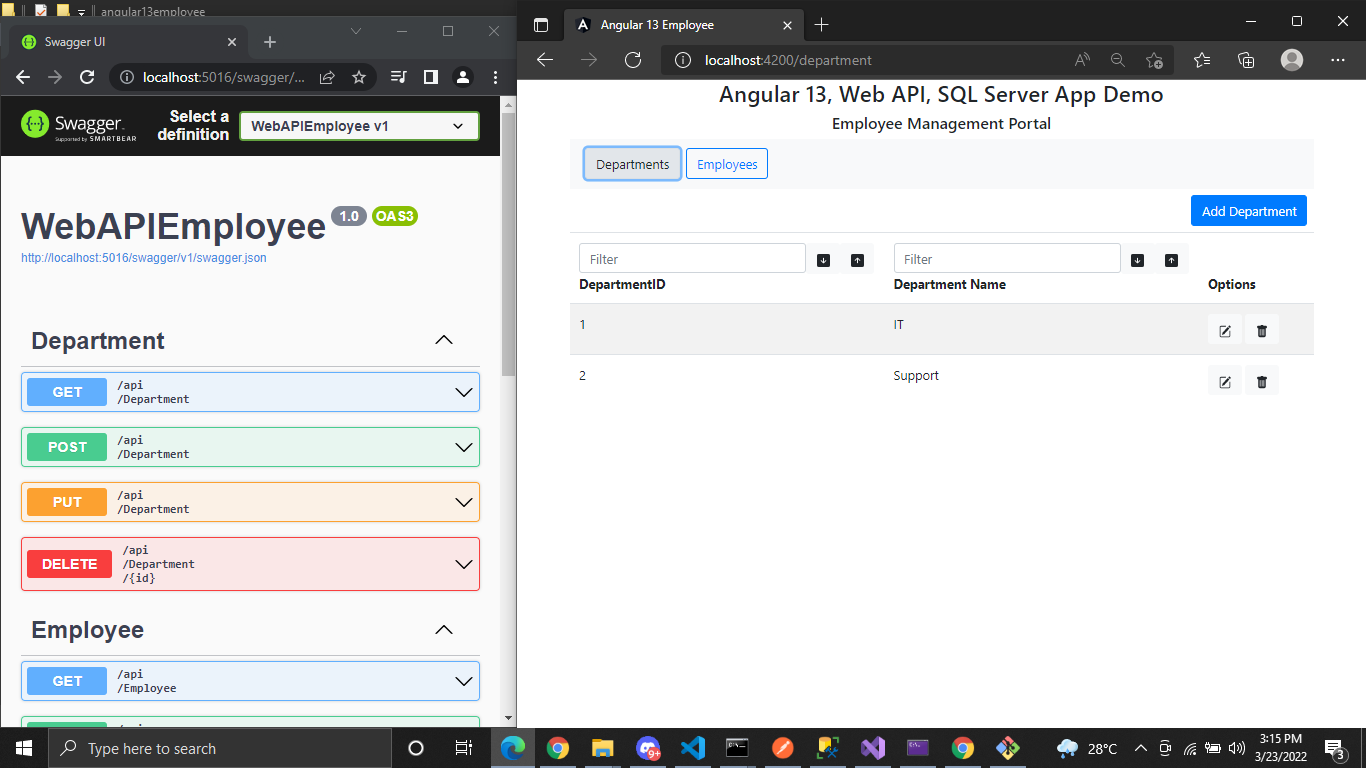 angular13employee
Swagger UI
localhost:5016/swagger/...
Swagger
Supported by SMARTBEAR
Select a
definition
WebAPIEmployee v1
WebAPIEmployee 1.0 OAS3
http://localhost:5016/swagger/v1/swagger.json
Department
GET /api
/Department
POST /api
/Department
PUT /api
/Department
DELETE /api
/Department
/{id}
Employee
GET /api
/Employee
Angular 13 Employee
localhost:4200/department
Angular 13, Web API, SQL Server App Demo
Employee Management Portal
Departments Employees
Add Department
Filter Filter
DepartmentID Department Name Options
1 IT
2 Support
Type here to search
9+
28°C
3:15 PM
3/23/2022
3